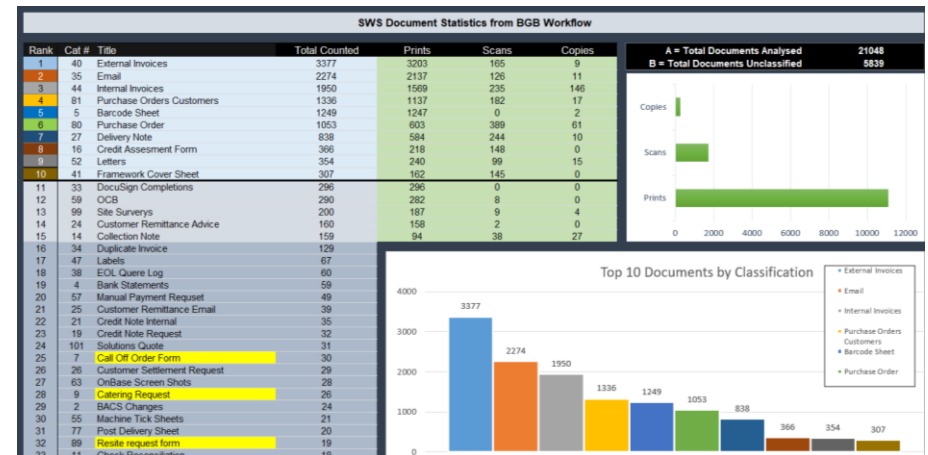 SWS Document Statistics from BGB Workflow
Rank Cat # Title Total Counted Prints Scans Copies
1 40 External Invoices 3377 3203 165 9
2 35 Email 2274 2137 126 11
3 44 Internal Invoices 1950 1569 235 146
4 81 Purchase Orders Customers 1336 1137 182 17
5 5 Barcode Sheet 1249 1247 0 2
6 80 Purchase Order 1053 603 389 61
7 27 Delivery Note 838 584 244 10
8 16 Credit Assesment Form 366 218 148 0
9 52 Letters 354 240 99 15
10 41 Framework Cover Sheet 307 162 145 0
11 33 DocuSign Completions 296 296 0 0
12 59 OCB 290 282 8 0
13 99 Site Surverys 200 187 9 4
14 24 Customer Remittance Advice 160 158 2 0
15 14 Collection Note 159 94 38 27
16 34 Duplicate Invoice 129
17 47 Labels 67
18 38 EOL Quere Log 60
19 4 Bank Statements 59
20 57 Manual Payment Requset 49
21 25 Customer Remittance Email 39
22 21 Credit Note Internal 35
23 19 Credit Note Request 32
24 101 Solutions Quote 31
25 7 Call Off Order Form 30
26 26 Customer Settlement Request 29
27 63 OnBase Screen Shots 28
28 9 Catering Request 26
29 2 BACS Changes 24
30 55 Machine Tick Sheets 21
31 77 Post Delivery Sheet 20
32 89 Resite request form 19
A = Total Documents Analysed 21048
B = Total Documents Unclassified 5839
Copies
Scans
Prints
0 2000 4000 6000 8000 10000 12000
Top 10 Documents by Classification
4000
3000
2000
1000
0
3377
2274
1950
1336
1249
1053
838
366
354
307
External Invoices
Email
Internal Invoices
Purchase Orders
Customers
Barcode Sheet
Purchase Order